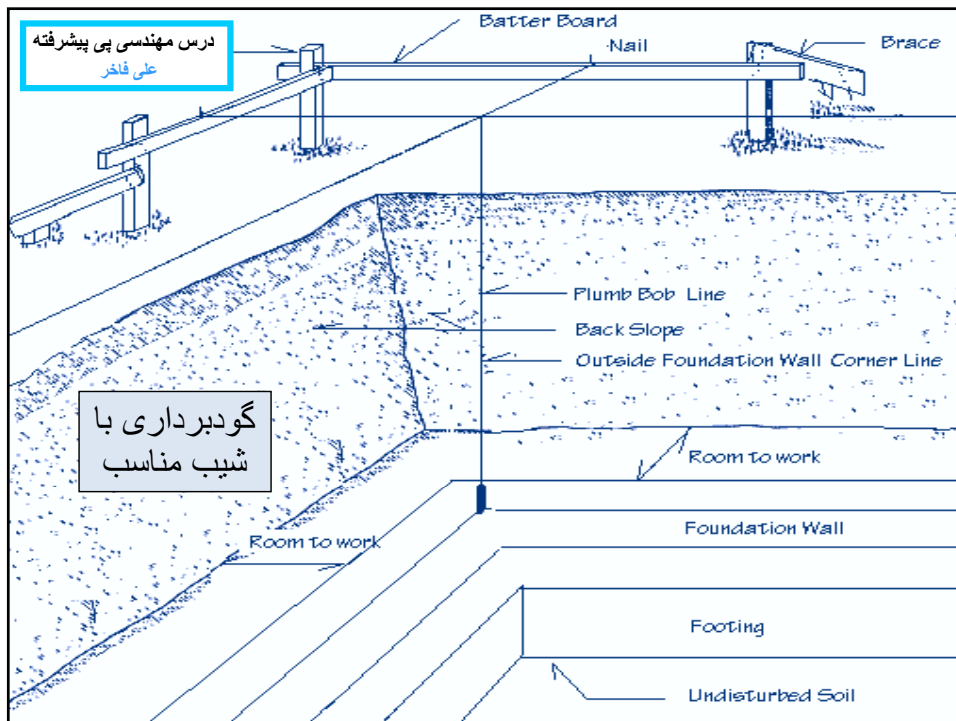 درس مهندسی پی پیشرفته
علی فاخر
Batter Board
Nail
Brace
Plumb Bob Line
Back Slope
Outside Foundation Wall Corner Line
گودبرداری با
شیب مناسب
Room to work
Room to work
Foundation Wall
Footing
Undisturbed Soil